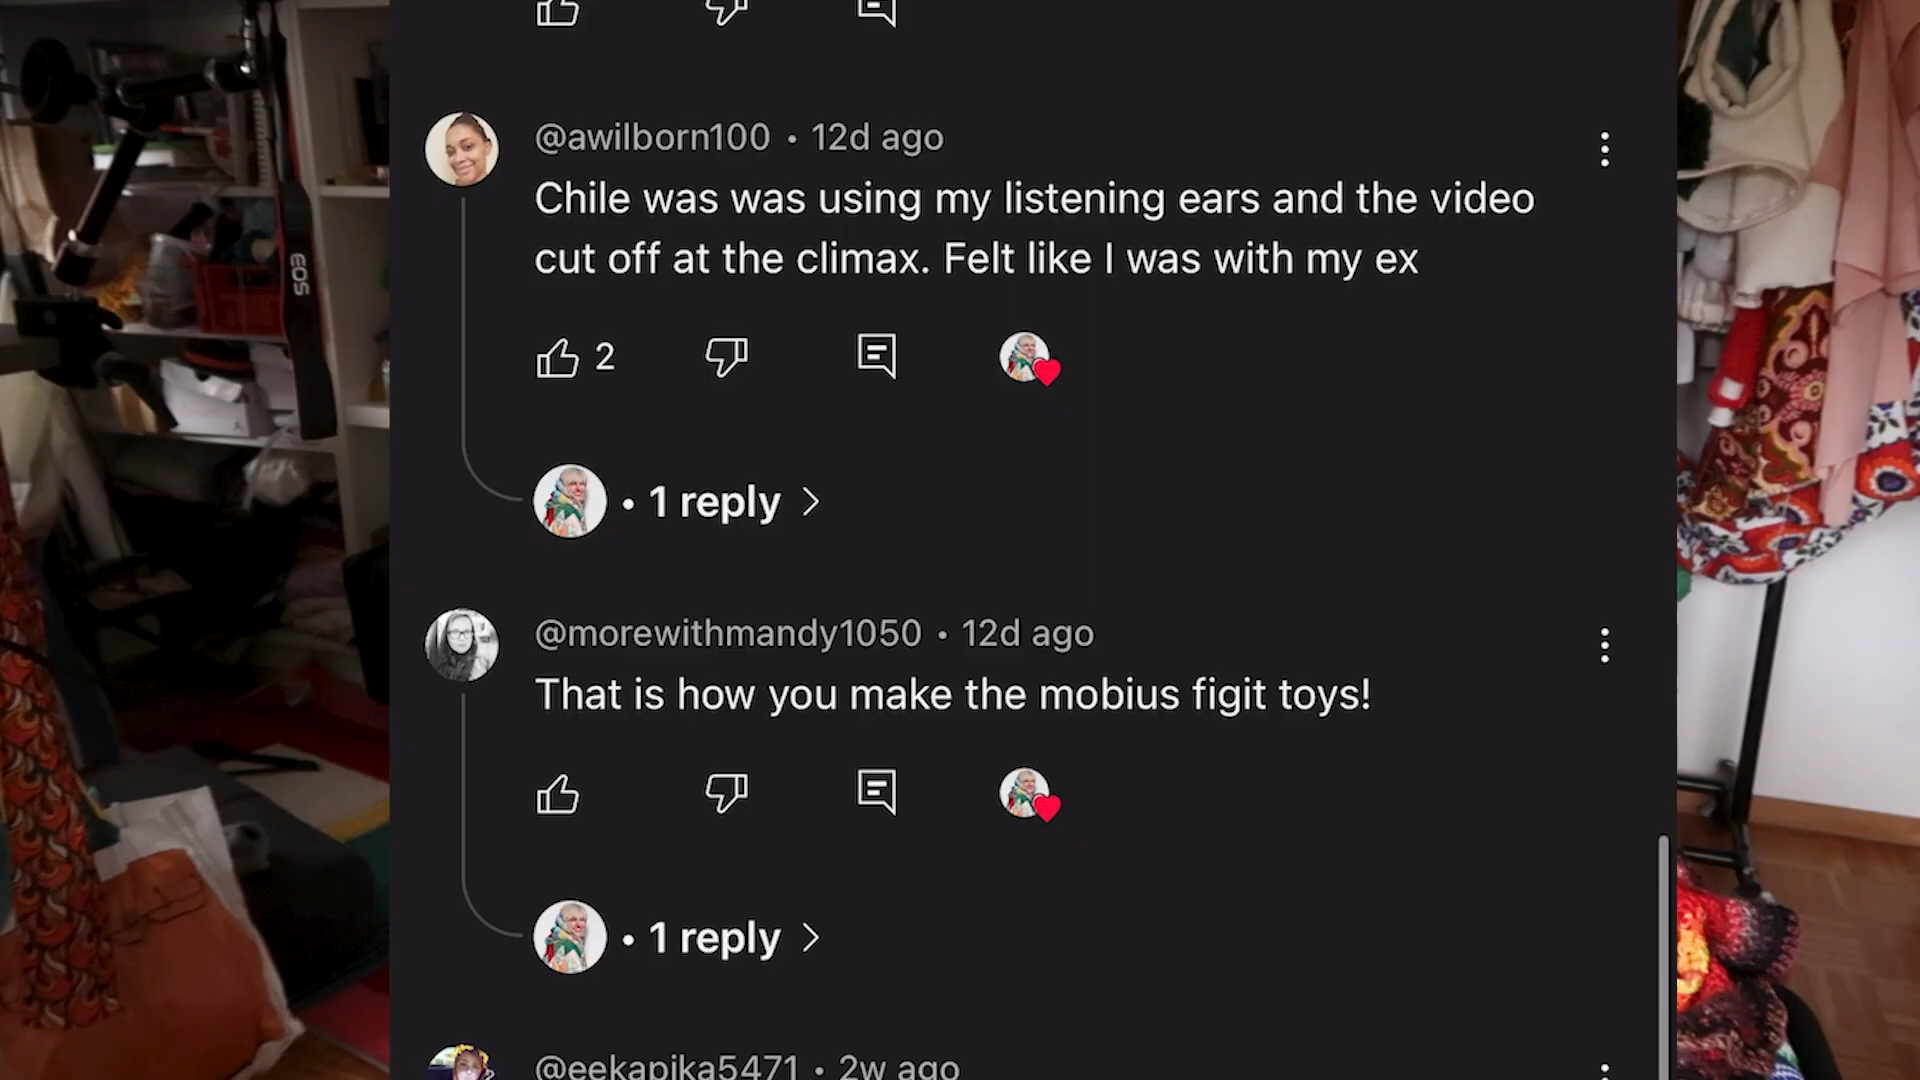 @awilborn100 • 12d ago
Chile was was using my listening ears and the video
cut off at the climax. Felt like I was with my ex
2
• 1 reply >
@morewithmandy1050 • 12d ago
That is how you make the mobius figit toys!
• 1 reply >
@eekapika5471 • 2w ago
EOS